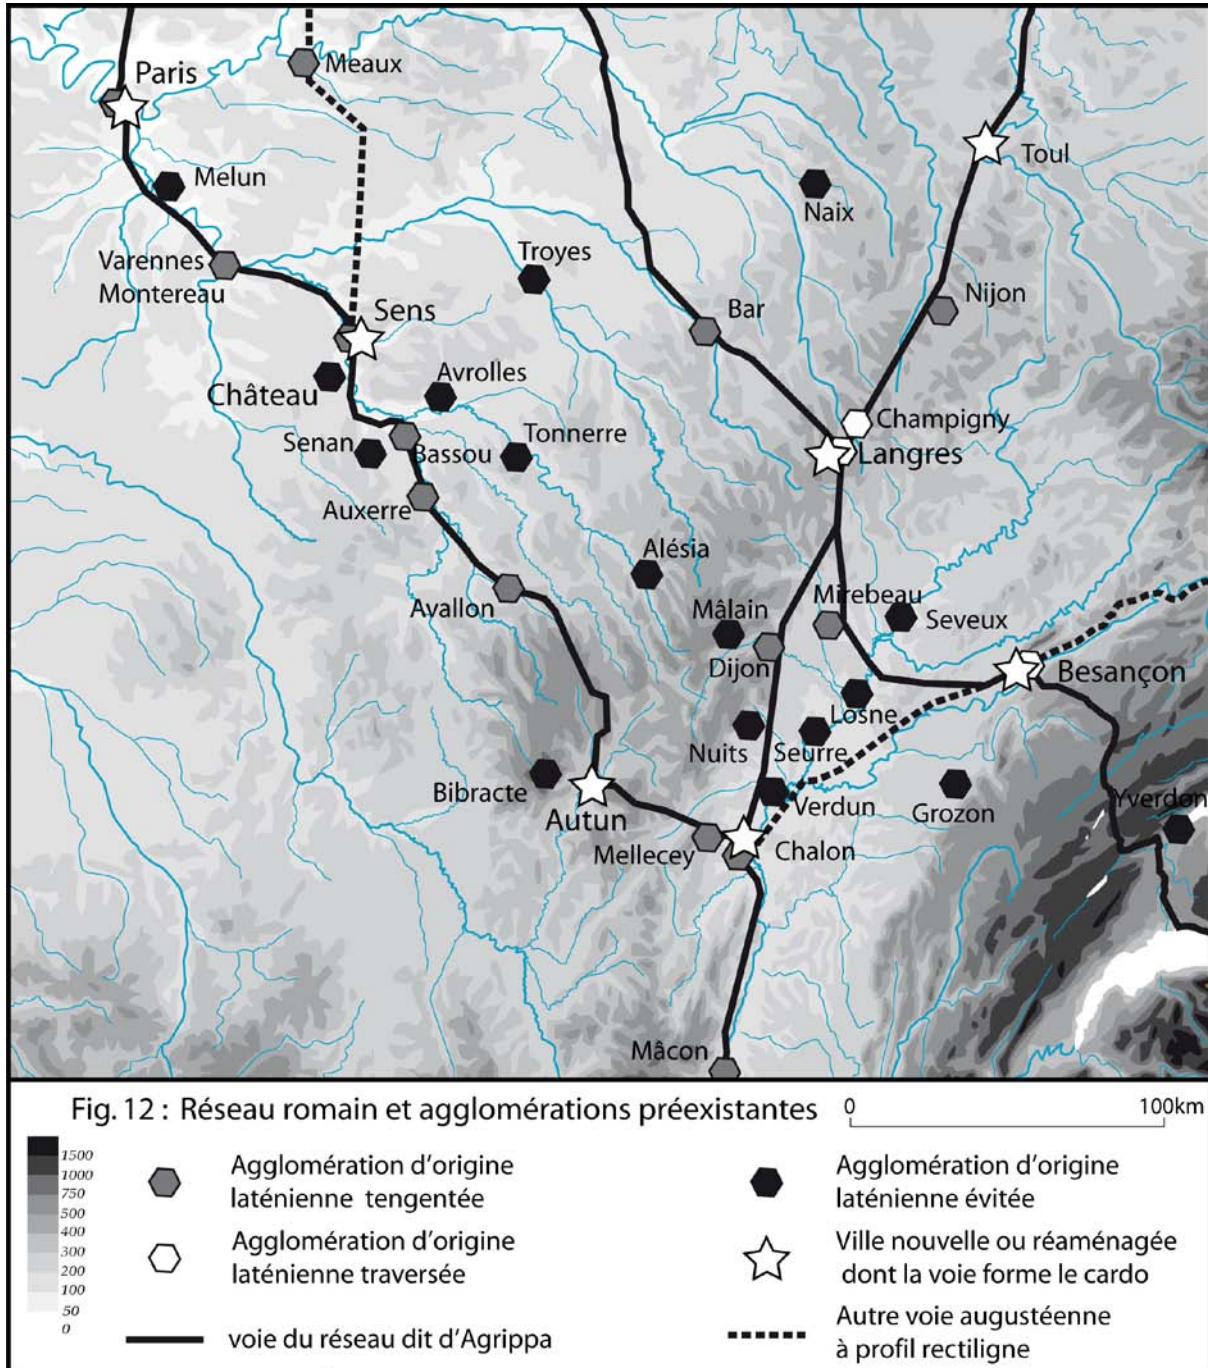 Paris
Meaux
Melun
Toul
Naix
Troyes
Varennes
Montereau
Bar
Nijon
Sens
Château
Avrolles
Champigny
Senan
Bassou
Tonnerre
Langres
Auxerre
Alésia
Avallon
Mâlain
Mirebeau
Seveux
Dijon
Besançon
Losne
Nuits
Seurre
Bibracte
Verdun
Grozon
Yverdon
Autun
Mellecey
Chalon
Mâcon
Fig. 12 : Réseau romain et agglomérations préexistantes
0
100km
1500
1000
750
500
400
300
200
100
50
0
Agglomération d'origine
laténienne tengentée
Agglomération d'origine
laténienne traversée
voie du réseau dit d'Agrippa
Agglomération d'origine
laténienne évitée
Ville nouvelle ou réaménagée
dont la voie forme le cardo
Autre voie augustéenne
à profil rectiligne